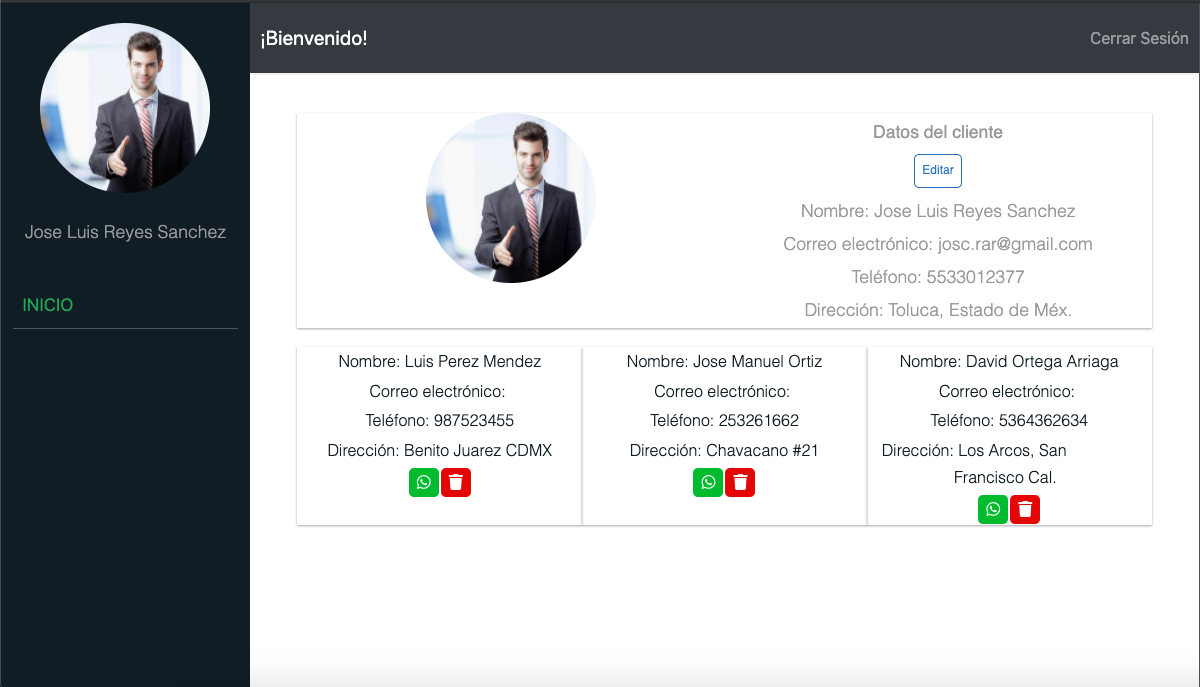 ¡Bienvenido!
Cerrar Sesión
Jose Luis Reyes Sanchez
INICIO
Datos del cliente
Editar
Nombre: Jose Luis Reyes Sanchez
Correo electrónico: josc.rar@gmail.com
Teléfono: 5533012377
Dirección: Toluca, Estado de Méx.
Nombre: Luis Perez Mendez
Correo electrónico:
Teléfono: 987523455
Dirección: Benito Juarez CDMX
Nombre: Jose Manuel Ortiz
Correo electrónico:
Teléfono: 253261662
Dirección: Chavacano #21
Nombre: David Ortega Arriaga
Correo electrónico:
Teléfono: 5364362634
Dirección: Los Arcos, San
Francisco Cal.